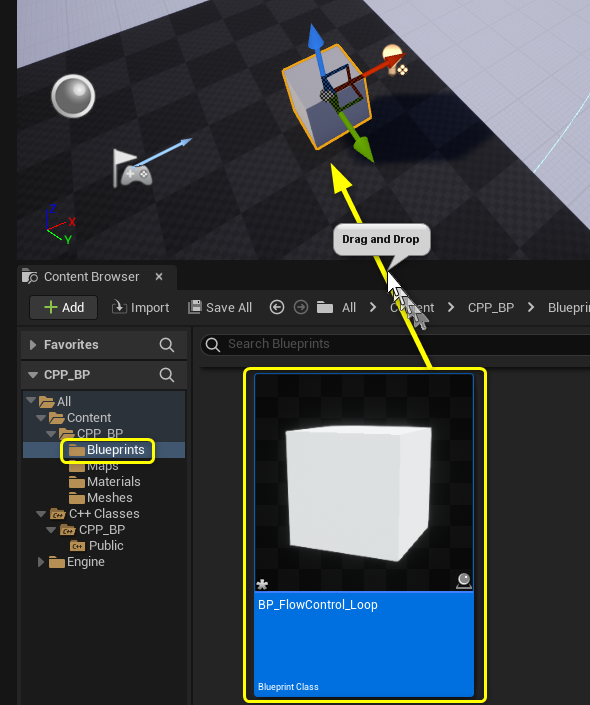 Z
X
Y
Drag and Drop
Content Browser
Add
Import
Save All
All
Content
CPP_BP
Favorites
Search Blueprints
CPP_BP
All
Content
CPP_BP
Blueprints
Maps
Materials
Meshes
C++ Classes
CPP_BP
Public
Engine
BP_FlowControl_Loop
Blueprint Class